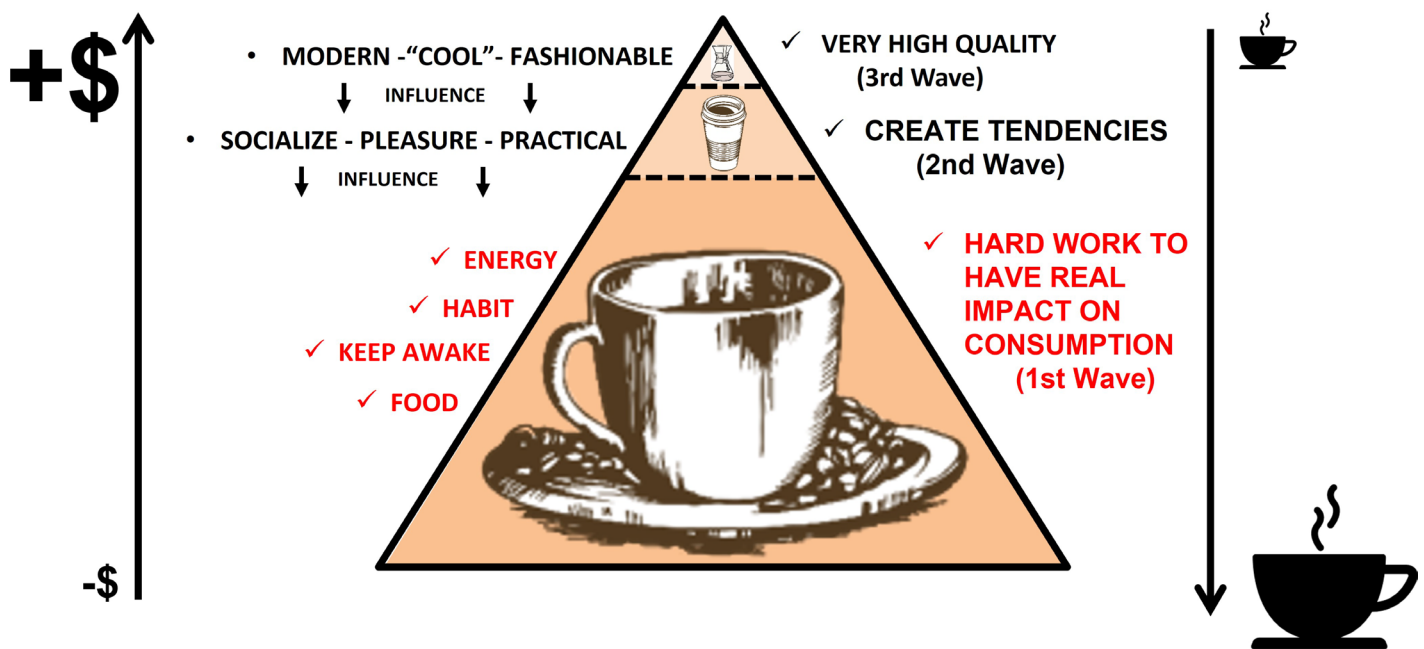 +$
• MODERN -“COOL”- FASHIONABLE
INFLUENCE
• SOCIALIZE - PLEASURE - PRACTICAL
INFLUENCE
✓ ENERGY
✓ HABIT
✓ KEEP AWAKE
✓ FOOD
-$
✓ VERY HIGH QUALITY
(3rd Wave)
✓ CREATE TENDENCIES
(2nd Wave)
✓ HARD WORK TO
HAVE REAL
IMPACT ON
CONSUMPTION
(1st Wave)